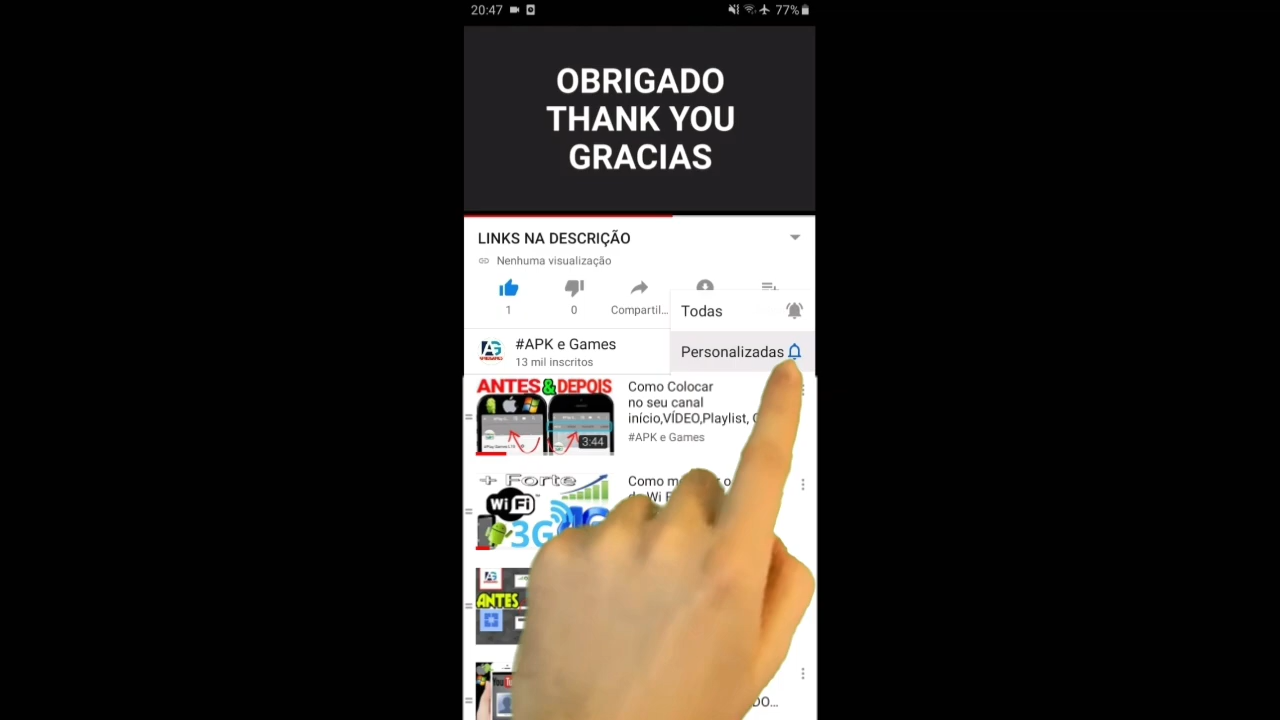 20:47
77%
OBRIGADO
THANK YOU
GRACIAS
LINKS NA DESCRIÇÃO
Nenhuma visualização
1
0
Compartil...
Todas
Personalizadas
#APK e Games
13 mil inscritos
ANTES & DEPOIS
3:44
Como Colocar
no seu canal
início,VÍDEO,Playlist,
#APK e Games
+ Forte
WiFi
3G
Como
o
Wi
ANTES